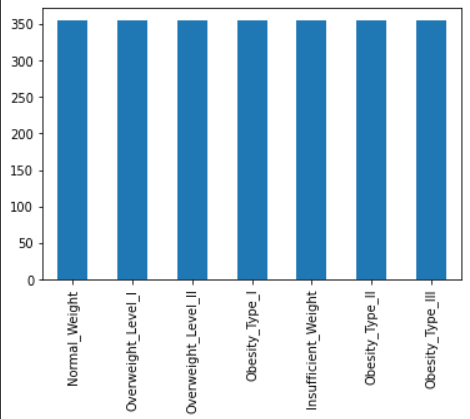 350
300
250
200
150
100
50
0
Normal_Weight
Overweight_Level_I
Overweight_Level_II
Obesity_Type_I
Insufficient_Weight
Obesity_Type_II
Obesity_Type_III